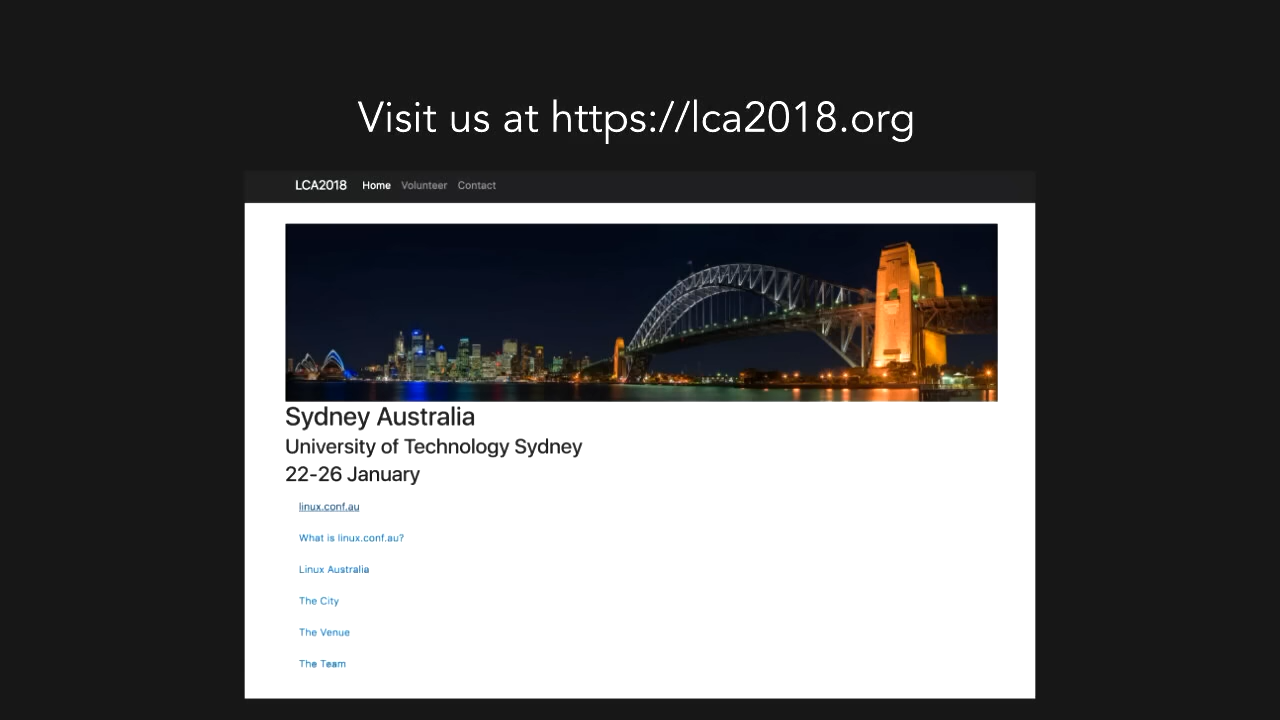 Visit us at https://lca2018.org
LCA2018 Home Volunteer Contact
Sydney Australia
University of Technology Sydney
22-26 January
linux.conf.au
What is linux.conf.au?
Linux Australia
The City
The Venue
The Team